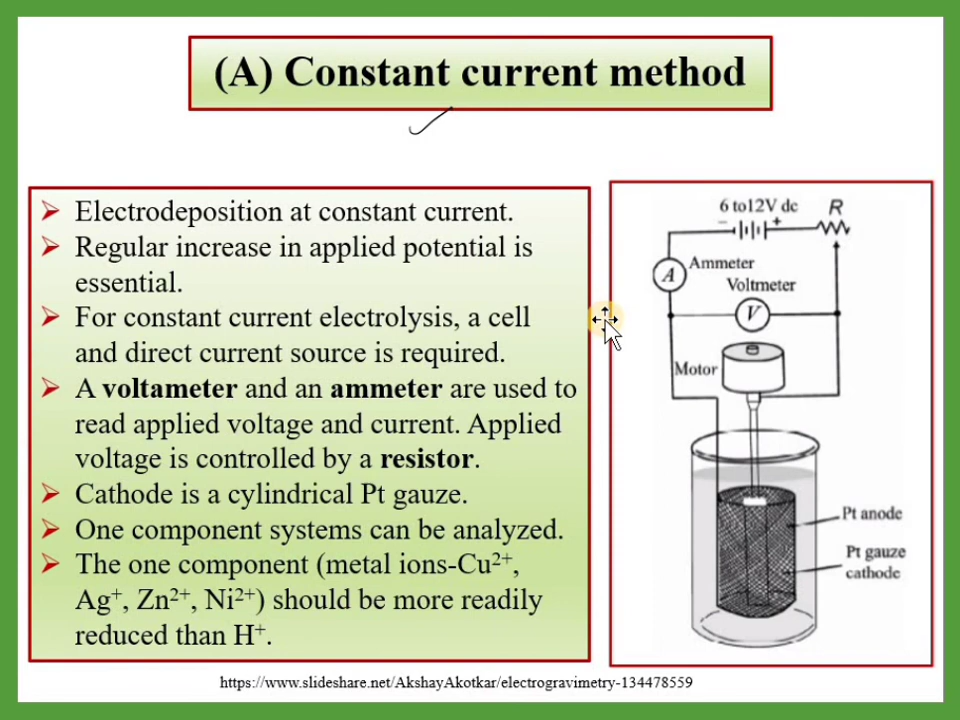 (A) Constant current method
Electrodeposition at constant current.
Regular increase in applied potential is
essential.
For constant current electrolysis, a cell
and direct current source is required.
A voltameter and an ammeter are used to
read applied voltage and current. Applied
voltage is controlled by a resistor.
Cathode is a cylindrical Pt gauze.
One component systems can be analyzed.
The one component (metal ions-Cu²⁺,
Ag⁺, Zn²⁺, Ni²⁺) should be more readily
reduced than H⁺.
6 to12V dc
R
− +
A
Ammeter
Voltmeter
V
Motor
Pt anode
Pt gauze
cathode
https://www.slideshare.net/AkshayAkotkar/electrogravimetry-134478559